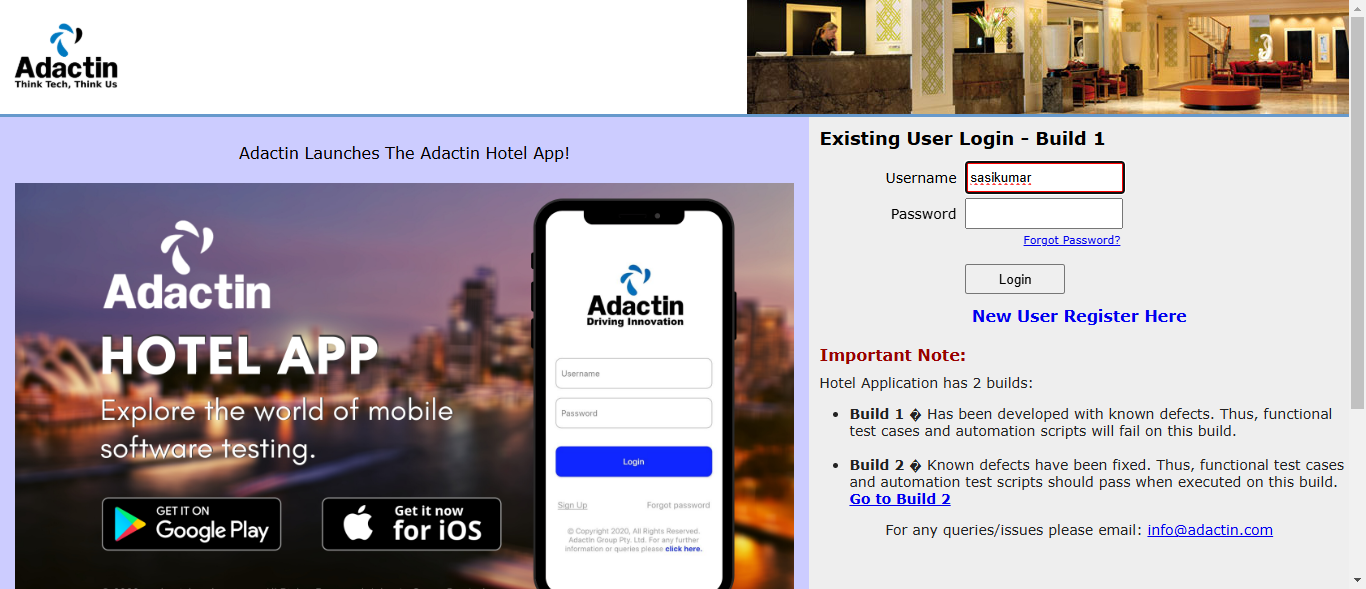 Adactin
Think Tech, Think Us
Adactin Launches The Adactin Hotel App!
Adactin
HOTEL APP
Explore the world of mobile
software testing.
GET IT ON
Google Play
Get it now
for iOS
Adactin
Driving Innovation
Username
Password
Login
Sign Up Forgot password
© Copyright 2020, All Rights Reserved.
Adactin Group Pty. Ltd. For any further
information or queries please click here.
Existing User Login - Build 1
Username sasikumar
Password
Forgot Password?
Login
New User Register Here
Important Note:
Hotel Application has 2 builds:
• Build 1 � Has been developed with known defects. Thus, functional
test cases and automation scripts will fail on this build.
• Build 2 � Known defects have been fixed. Thus, functional test cases
and automation test scripts should pass when executed on this build.
Go to Build 2
For any queries/issues please email: info@adactin.com